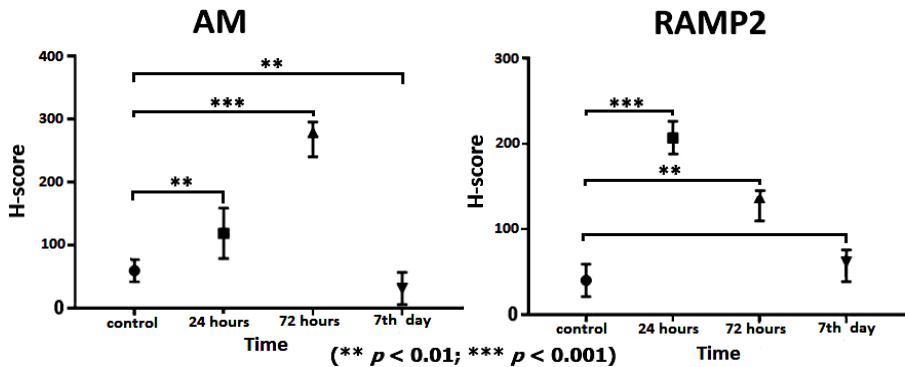 AM
H-score
400
300
200
100
0
**
***
**
control
24 hours
72 hours
7th day
Time
RAMP2
H-score
300
200
100
0
***
**
control
24 hours
72 hours
7th day
Time
(** p < 0.01; *** p < 0.001)